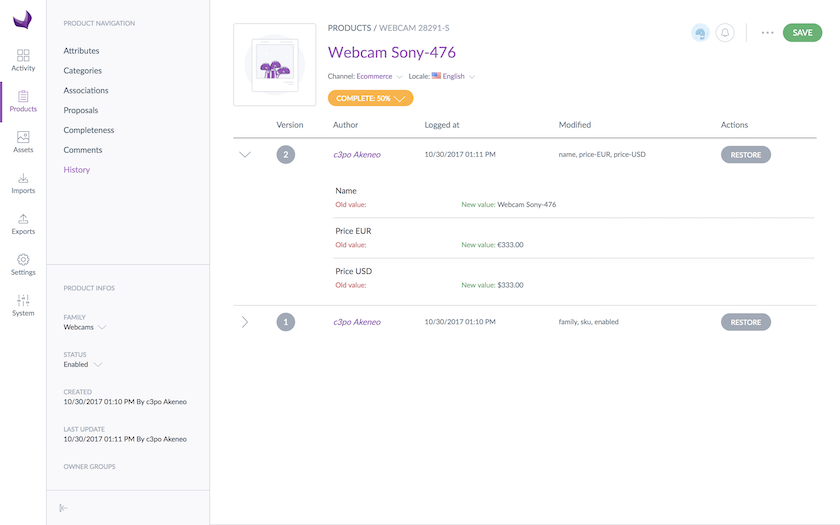 Activity
Products
Assets
Imports
Exports
Settings
System
PRODUCT NAVIGATION
Attributes
Categories
Associations
Proposals
Completeness
Comments
History
PRODUCT INFOS
FAMILY
Webcams
STATUS
Enabled
CREATED
10/30/2017 01:10 PM By c3po Akeneo
LAST UPDATE
10/30/2017 01:11 PM By c3po Akeneo
OWNER GROUPS
PRODUCTS / WEBCAM 28291-S
SAVE
Webcam Sony-476
Channel: Ecommerce Locale: English
COMPLETE: 50%
Version Author Logged at Modified Actions
2 c3po Akeneo 10/30/2017 01:11 PM name, price-EUR, price-USD RESTORE
Name
Old value: New value: Webcam Sony-476
Price EUR
Old value: New value: €333.00
Price USD
Old value: New value: $333.00
1 c3po Akeneo 10/30/2017 01:10 PM family, sku, enabled RESTORE